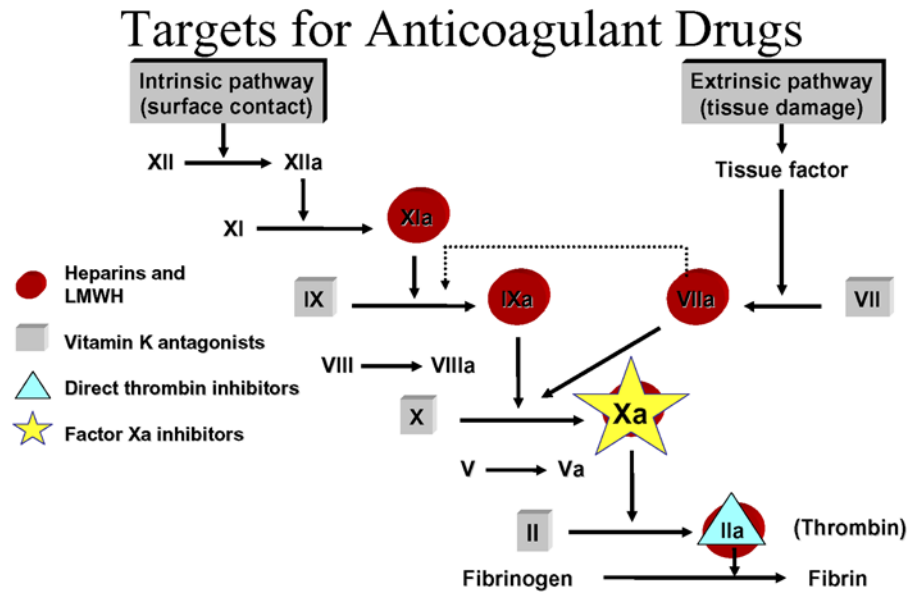 Targets for Anticoagulant Drugs
Intrinsic pathway
(surface contact)
Extrinsic pathway
(tissue damage)
XII
XIIa
Tissue factor
XI
XIa
Heparins and
LMWH
IX
IXa
VIIa
VII
Vitamin K antagonists
VIII
VIIIa
Direct thrombin inhibitors
X
Xa
Factor Xa inhibitors
V
Va
II
IIa
(Thrombin)
Fibrinogen
Fibrin